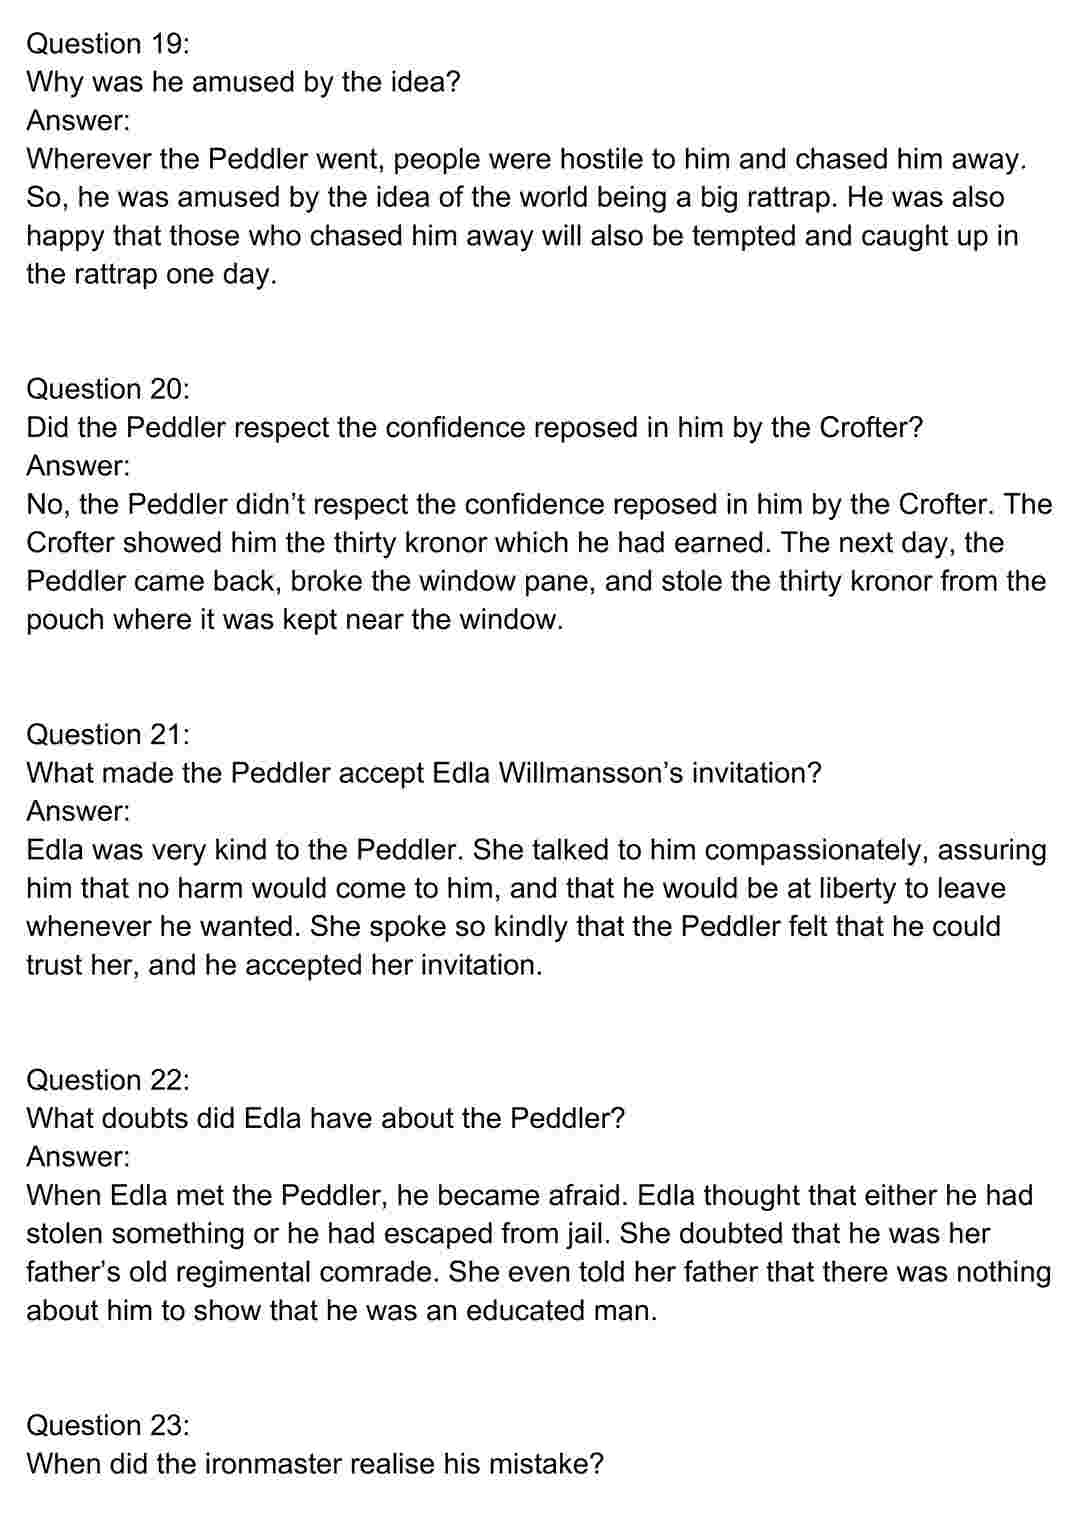 Question 19:
Why was he amused by the idea?
Answer:
Wherever the Peddler went, people were hostile to him and chased him away.
So, he was amused by the idea of the world being a big rattrap. He was also
happy that those who chased him away will also be tempted and caught up in
the rattrap one day.
Question 20:
Did the Peddler respect the confidence reposed in him by the Crofter?
Answer:
No, the Peddler didn’t respect the confidence reposed in him by the Crofter. The
Crofter showed him the thirty kronor which he had earned. The next day, the
Peddler came back, broke the window pane, and stole the thirty kronor from the
pouch where it was kept near the window.
Question 21:
What made the Peddler accept Edla Willmansson’s invitation?
Answer:
Edla was very kind to the Peddler. She talked to him compassionately, assuring
him that no harm would come to him, and that he would be at liberty to leave
whenever he wanted. She spoke so kindly that the Peddler felt that he could
trust her, and he accepted her invitation.
Question 22:
What doubts did Edla have about the Peddler?
Answer:
When Edla met the Peddler, he became afraid. Edla thought that either he had
stolen something or he had escaped from jail. She doubted that he was her
father’s old regimental comrade. She even told her father that there was nothing
about him to show that he was an educated man.
Question 23:
When did the ironmaster realise his mistake?